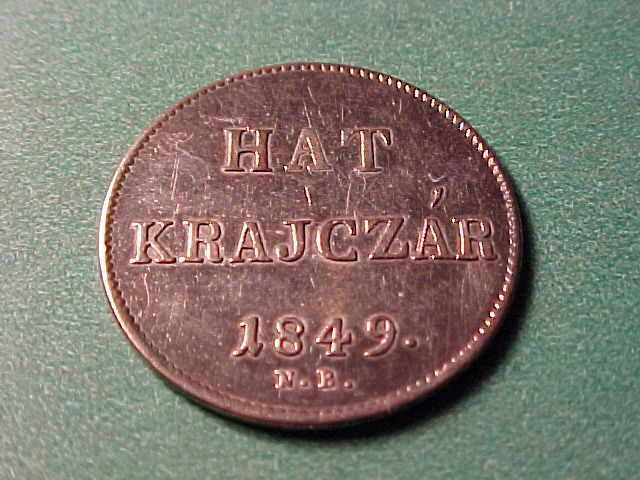 HAT
KRAJCZÁR
1849.
N.B.